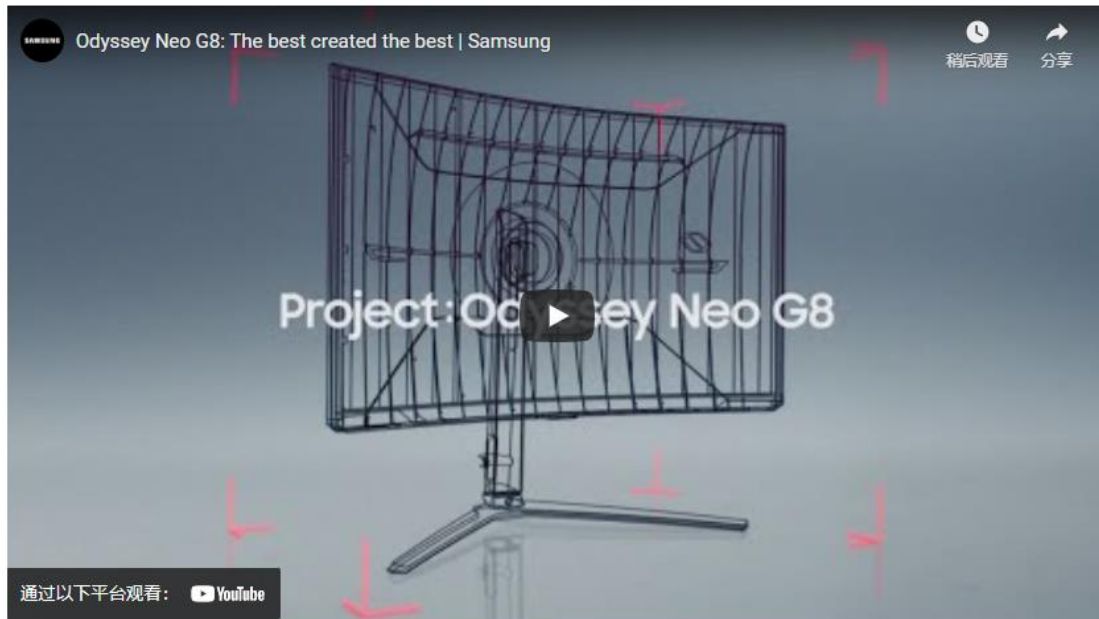 SAMSUNG
Odyssey Neo G8: The best created the best | Samsung
稍后观看
分享
Project:Odyssey Neo G8
通过以下平台观看：
YouTube